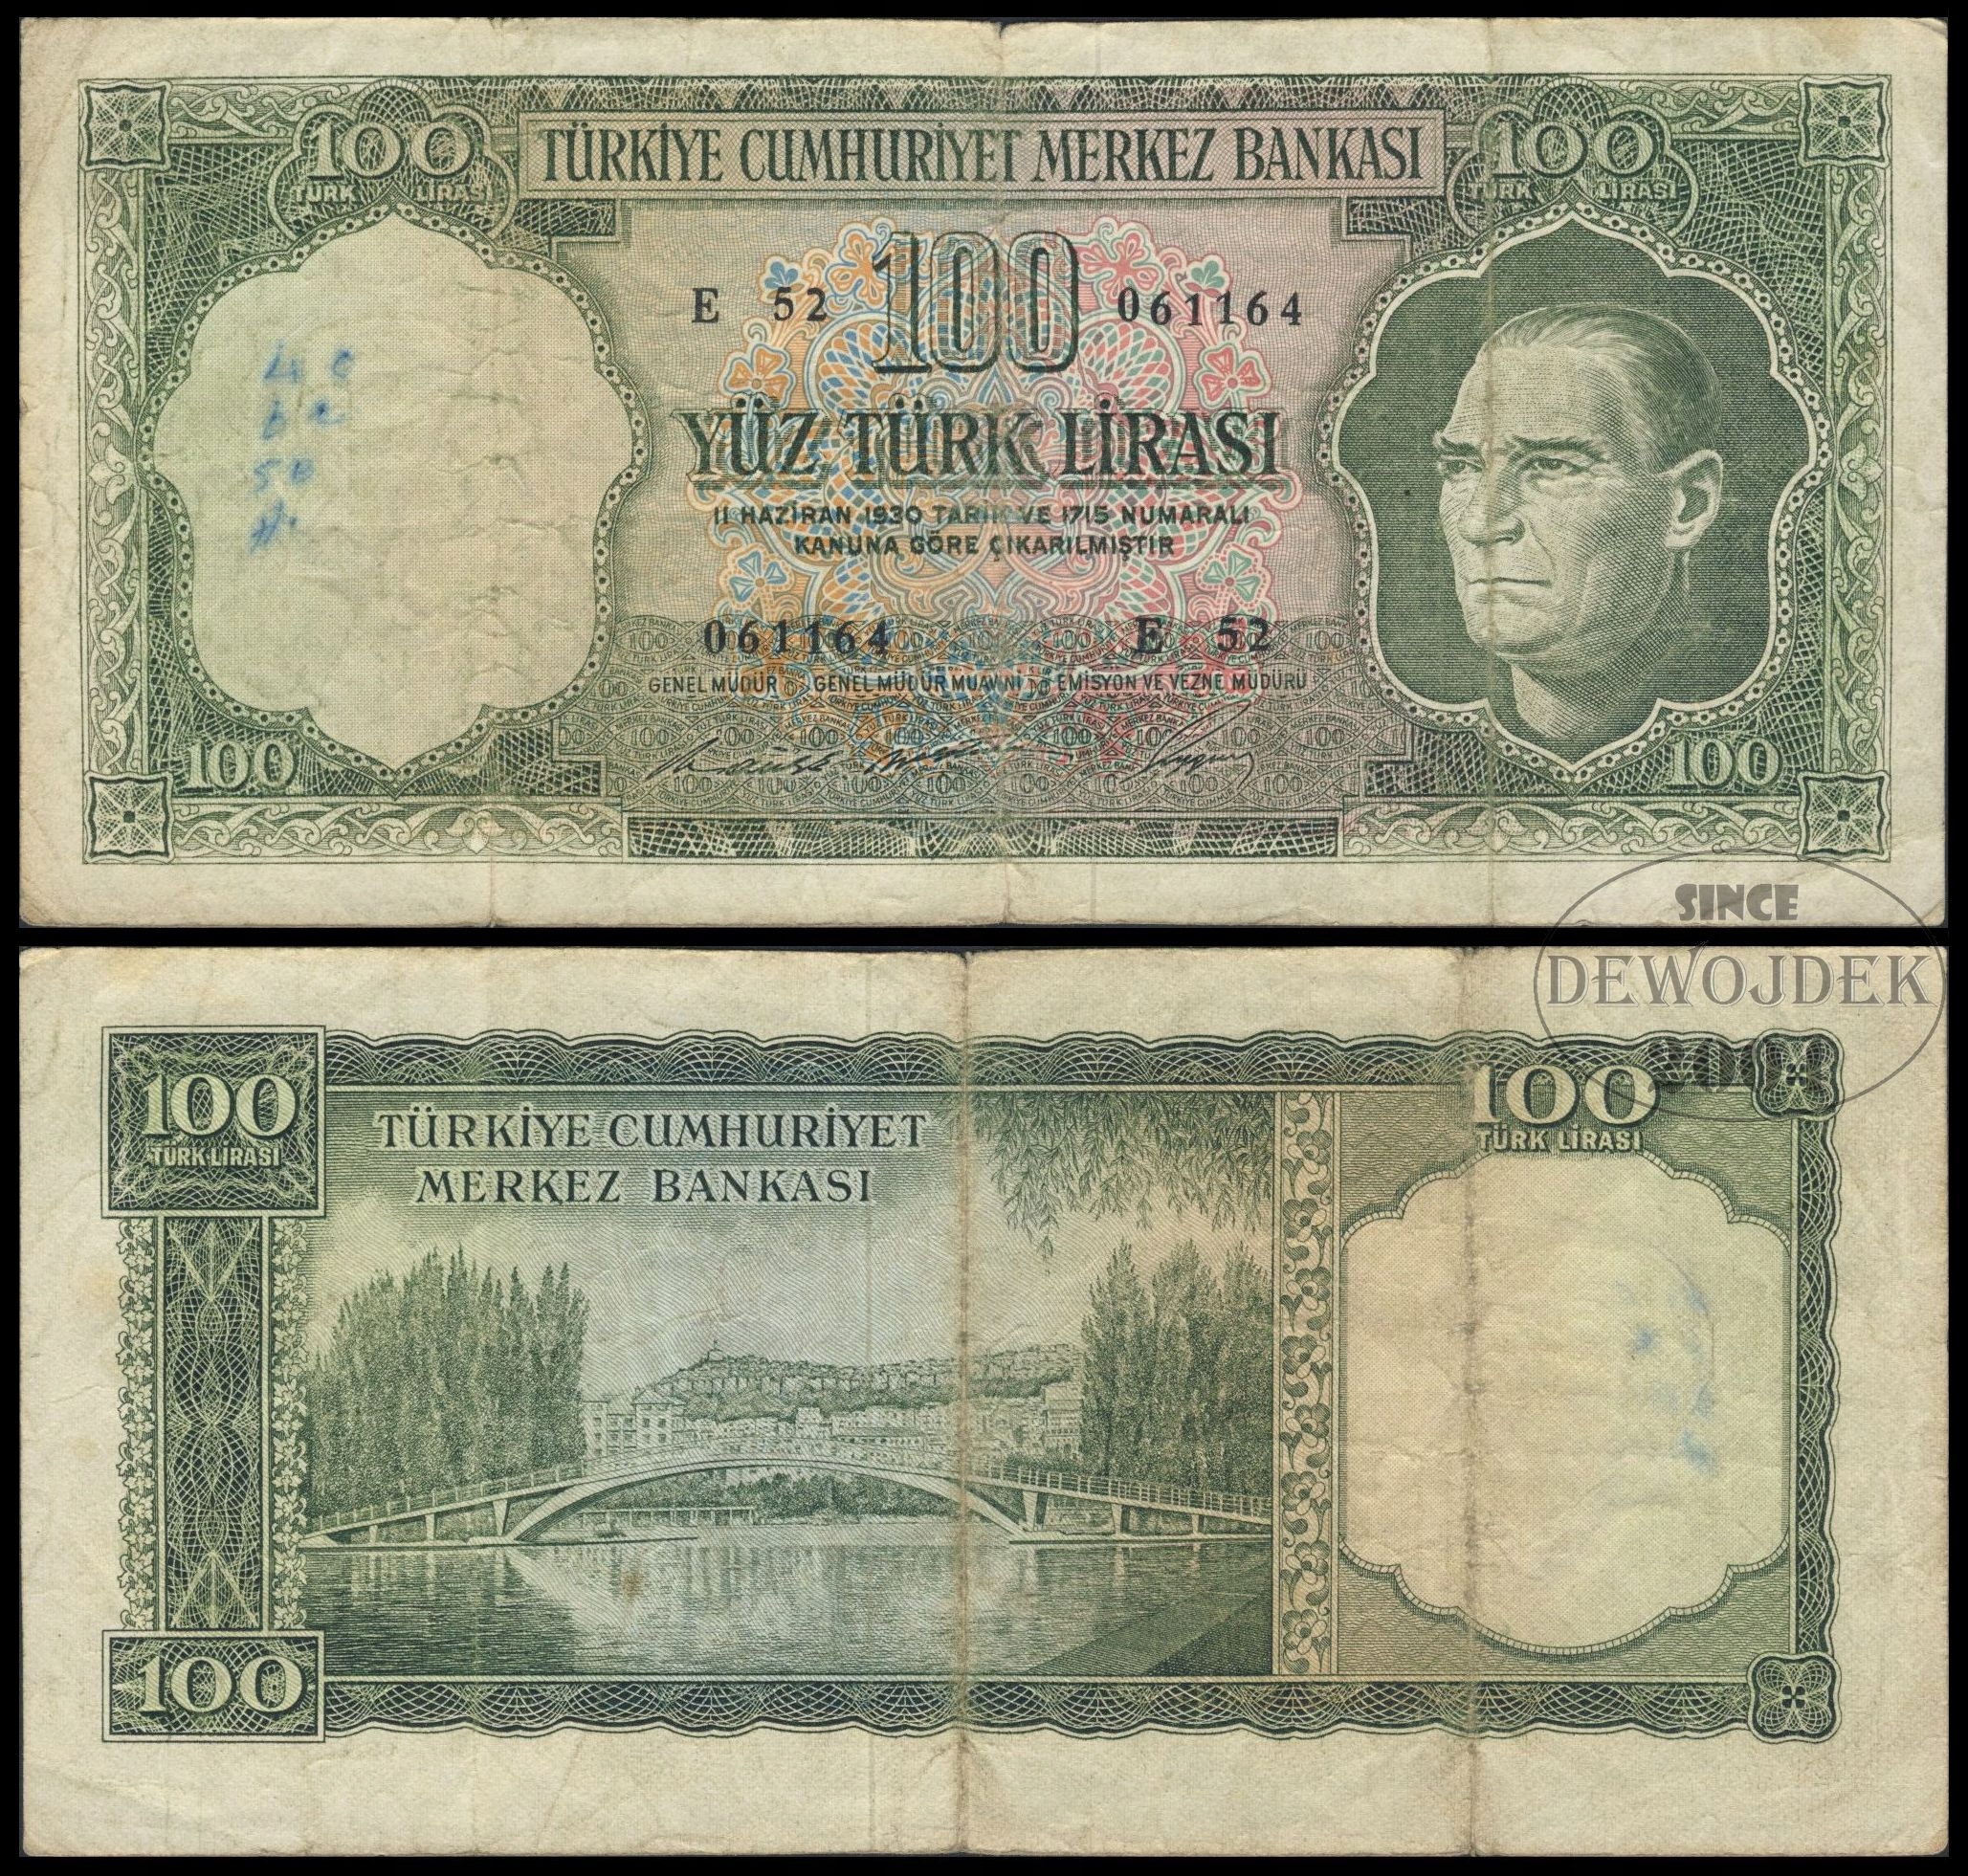 100 TÜRK LİRASI
TÜRKİYE CUMHURİYET MERKEZ BANKASI
100 TÜRK LİRASI
E 52 100 061164
YÜZ TÜRK LİRASI
11 HAZİRAN 1930 TARİH VE 1715 NUMARALI
KANUNA GÖRE ÇIKARILMIŞTIR
061164 E 52
GENEL MÜDÜR GENEL MÜDÜR MUAVİNİ EMİSYON VE VEZNE MÜDÜRÜ
100
100
SINCE
DEWOJDEK
100
TÜRK LİRASI
TÜRKİYE CUMHURİYET
MERKEZ BANKASI
100
TÜRK LİRASI
100